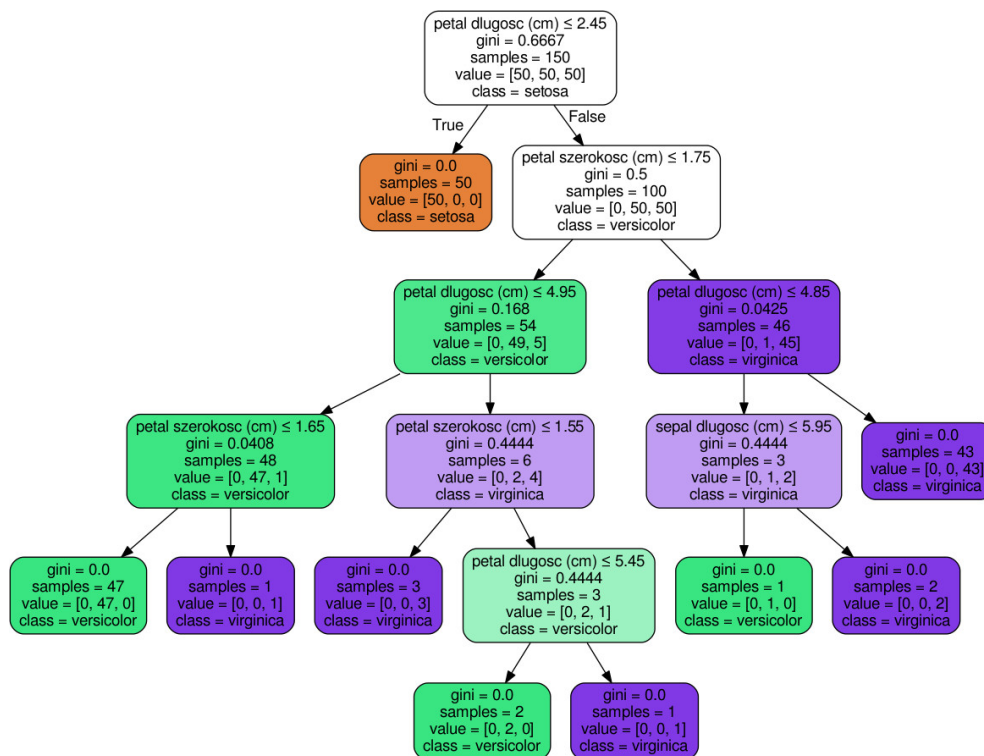 petal dlugosc (cm) ≤ 2.45
gini = 0.6667
samples = 150
value = [50, 50, 50]
class = setosa
True
False
gini = 0.0
samples = 50
value = [50, 0, 0]
class = setosa
petal szerokosc (cm) ≤ 1.75
gini = 0.5
samples = 100
value = [0, 50, 50]
class = versicolor
petal dlugosc (cm) ≤ 4.95
gini = 0.168
samples = 54
value = [0, 49, 5]
class = versicolor
petal dlugosc (cm) ≤ 4.85
gini = 0.0425
samples = 46
value = [0, 1, 45]
class = virginica
petal szerokosc (cm) ≤ 1.65
gini = 0.0408
samples = 48
value = [0, 47, 1]
class = versicolor
petal szerokosc (cm) ≤ 1.55
gini = 0.4444
samples = 6
value = [0, 2, 4]
class = virginica
sepal dlugosc (cm) ≤ 5.95
gini = 0.4444
samples = 3
value = [0, 1, 2]
class = virginica
gini = 0.0
samples = 43
value = [0, 0, 43]
class = virginica
gini = 0.0
samples = 47
value = [0, 47, 0]
class = versicolor
gini = 0.0
samples = 1
value = [0, 0, 1]
class = virginica
gini = 0.0
samples = 3
value = [0, 0, 3]
class = virginica
petal dlugosc (cm) ≤ 5.45
gini = 0.4444
samples = 3
value = [0, 2, 1]
class = versicolor
gini = 0.0
samples = 1
value = [0, 1, 0]
class = versicolor
gini = 0.0
samples = 2
value = [0, 0, 2]
class = virginica
gini = 0.0
samples = 2
value = [0, 2, 0]
class = versicolor
gini = 0.0
samples = 1
value = [0, 0, 1]
class = virginica